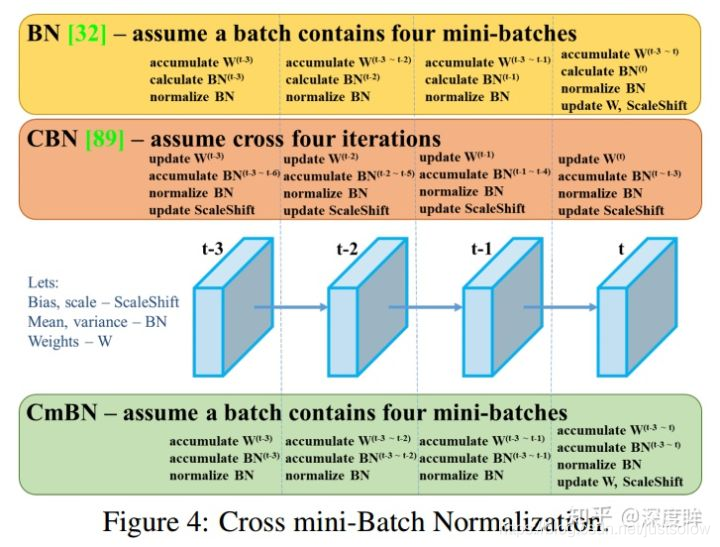 BN [32] – assume a batch contains four mini-batches
accumulate W(t-3)
calculate BN(t-3)
normalize BN
accumulate W(t-3 ~ t-2)
calculate BN(t-2)
normalize BN
accumulate W(t-3 ~ t-1)
calculate BN(t-1)
normalize BN
accumulate W(t-3 ~ t)
calculate BN(t)
normalize BN
update W, ScaleShift
CBN [89] – assume cross four iterations
update W(t-3)
accumulate BN(t-3 ~ t-6)
normalize BN
update ScaleShift
update W(t-2)
accumulate BN(t-2 ~ t-5)
normalize BN
update ScaleShift
update W(t-1)
accumulate BN(t-1 ~ t-4)
normalize BN
update ScaleShift
update W(t)
accumulate BN(t ~ t-3)
normalize BN
update ScaleShift
t-3
t-2
t-1
t
Lets:
Bias, scale – ScaleShift
Mean, variance – BN
Weights – W
CmBN – assume a batch contains four mini-batches
accumulate W(t-3)
accumulate BN(t-3)
normalize BN
accumulate W(t-3 ~ t-2)
accumulate BN(t-3 ~ t-2)
normalize BN
accumulate W(t-3 ~ t-1)
accumulate BN(t-3 ~ t-1)
normalize BN
accumulate W(t-3 ~ t)
accumulate BN(t-3 ~ t)
normalize BN
update W, ScaleShift
Figure 4: Cross mini-Batch Normalization.
知乎 @深度眸